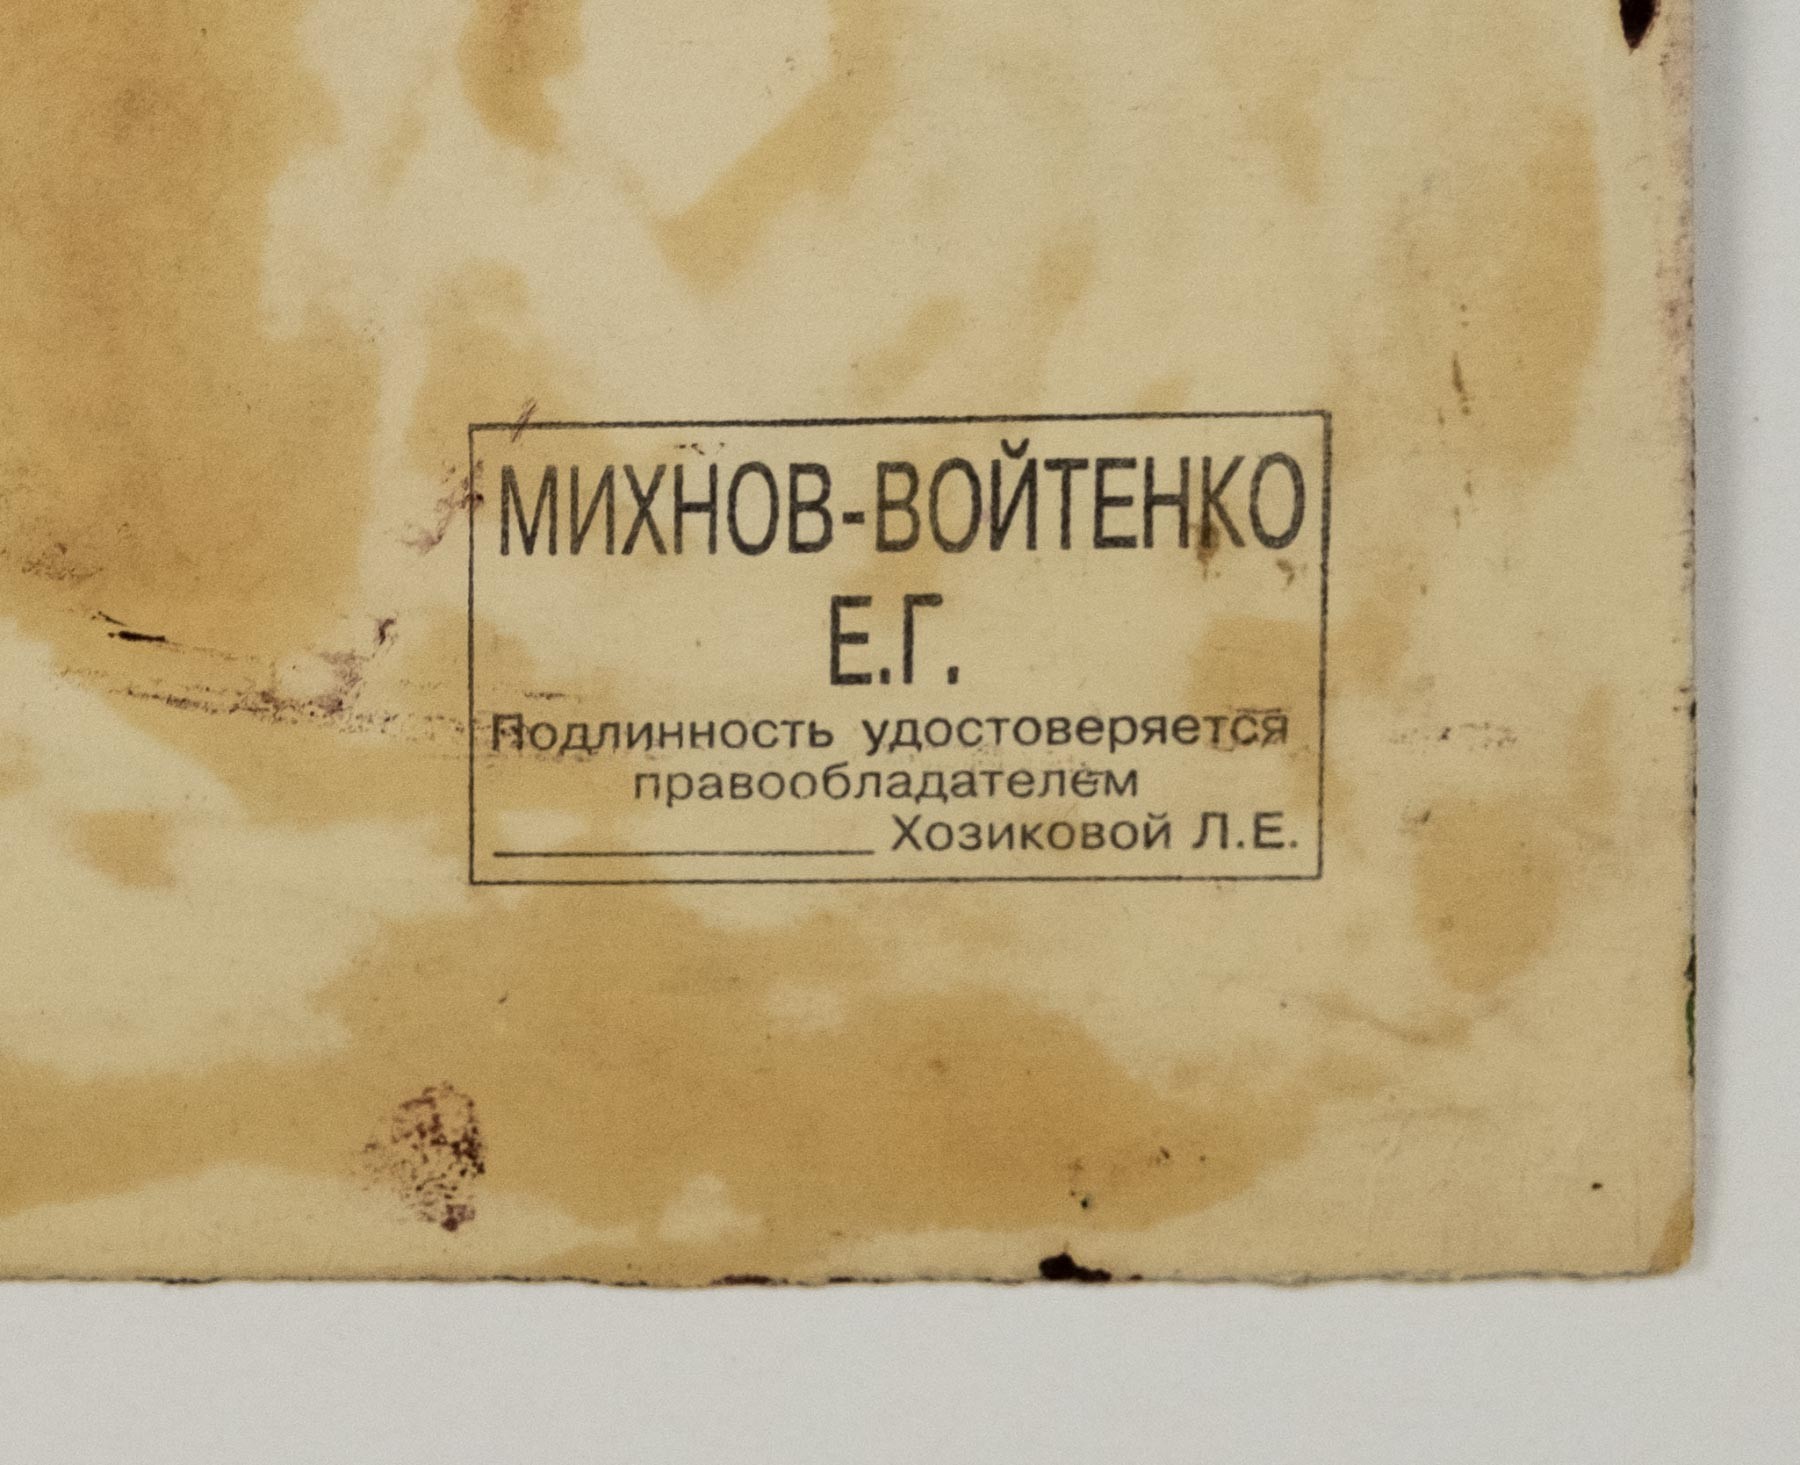 МИХНОВ-ВОЙТЕНКО
Е.Г.
Подлинность удостоверяется
правообладателем
Хозиковой Л.Е.